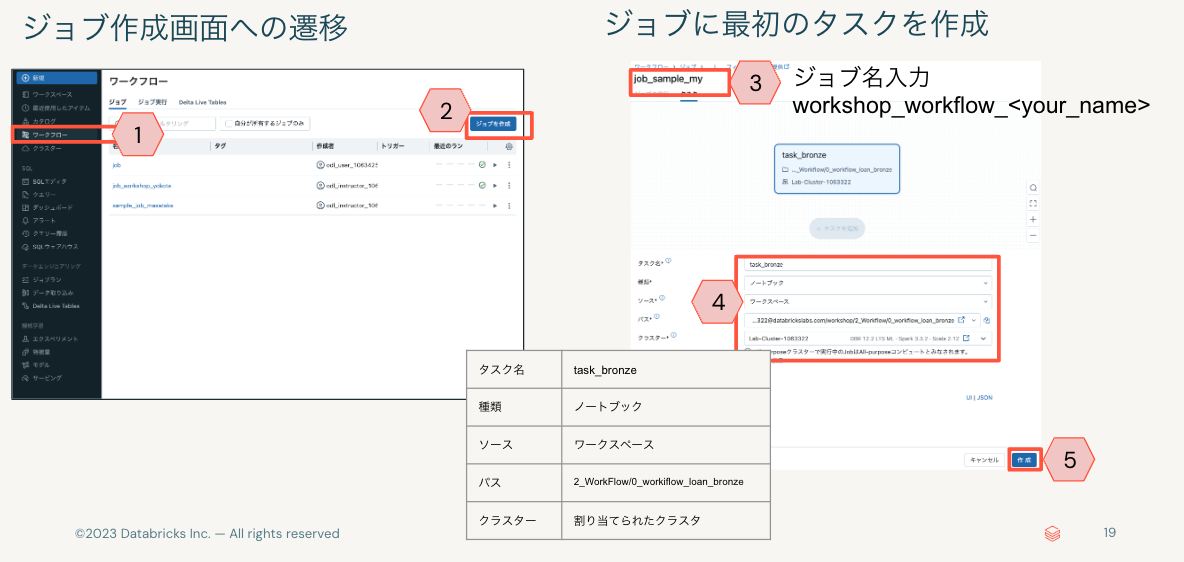 ジョブ作成画面への遷移
ジョブに最初のタスクを作成
新規
ワークスペース
最近使用したアイテム
カタログ
ワークフロー
クラスター
SQL
SQLエディタ
クエリー
ダッシュボード
アラート
クエリー履歴
SQLウェアハウス
データエンジニアリング
ジョブラン
データ取り込み
Delta Live Tables
機械学習
エクスペリメント
特徴量
モデル
サービング
ワークフロー
ジョブ ジョブ実行 Delta Live Tables
自分が所有するジョブのみ
ジョブを作成
タグ 作成者 トリガー 最近のラン
job odl_user_1063425
job_workshop_yokota odl_instructor_106
sample_job_masataka odl_instructor_106
1
2
job_sample_my
3
ジョブ名入力
workshop_workflow_<your_name>
task_bronze
..._Workflow/0_workflow_loan_bronze
Lab-Cluster-1063322
タスクを追加
タスク名* task_bronze
種類* ノートブック
ソース* ワークスペース
パス* ...322@databrickslabs.com/workshop/2_Workflow/0_workflow_loan_bronze
クラスター* Lab-Cluster-1063322 DBR 12.2 LTS ML · Spark 3.3.2 · Scala 2.12
purposeクラスターで実行中のJobはAll-purposeコンピュートとみなされます。
4
UI | JSON
キャンセル 作成
5
タスク名 task_bronze
種類 ノートブック
ソース ワークスペース
パス 2_WorkFlow/0_workiflow_loan_bronze
クラスター 割り当てられたクラスタ
©2023 Databricks Inc. — All rights reserved
19